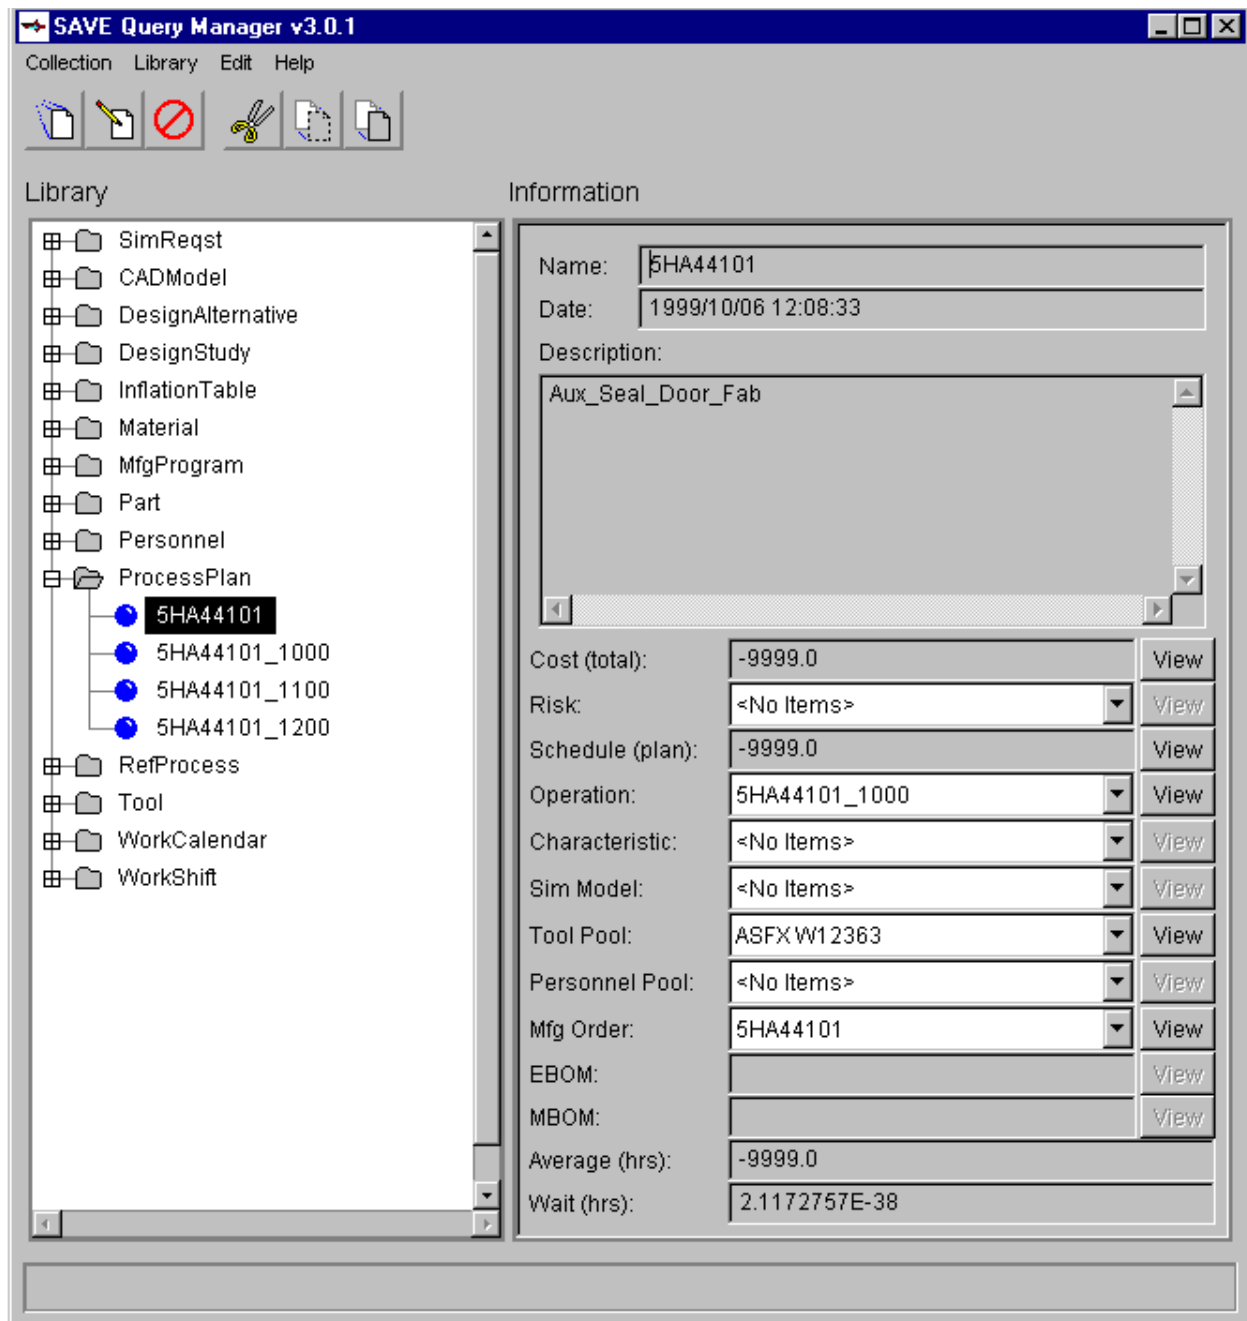 SAVE Query Manager v3.0.1
Collection Library Edit Help
Library
Information
SimReqst
CADModel
DesignAlternative
DesignStudy
InflationTable
Material
MfgProgram
Part
Personnel
ProcessPlan
5HA44101
5HA44101_1000
5HA44101_1100
5HA44101_1200
RefProcess
Tool
WorkCalendar
WorkShift
Name: 5HA44101
Date: 1999/10/06 12:08:33
Description:
Aux_Seal_Door_Fab
Cost (total): -9999.0 View
Risk: <No Items> View
Schedule (plan): -9999.0 View
Operation: 5HA44101_1000 View
Characteristic: <No Items> View
Sim Model: <No Items> View
Tool Pool: ASFX W12363 View
Personnel Pool: <No Items> View
Mfg Order: 5HA44101 View
EBOM: View
MBOM: View
Average (hrs): -9999.0
Wait (hrs): 2.1172757E-38